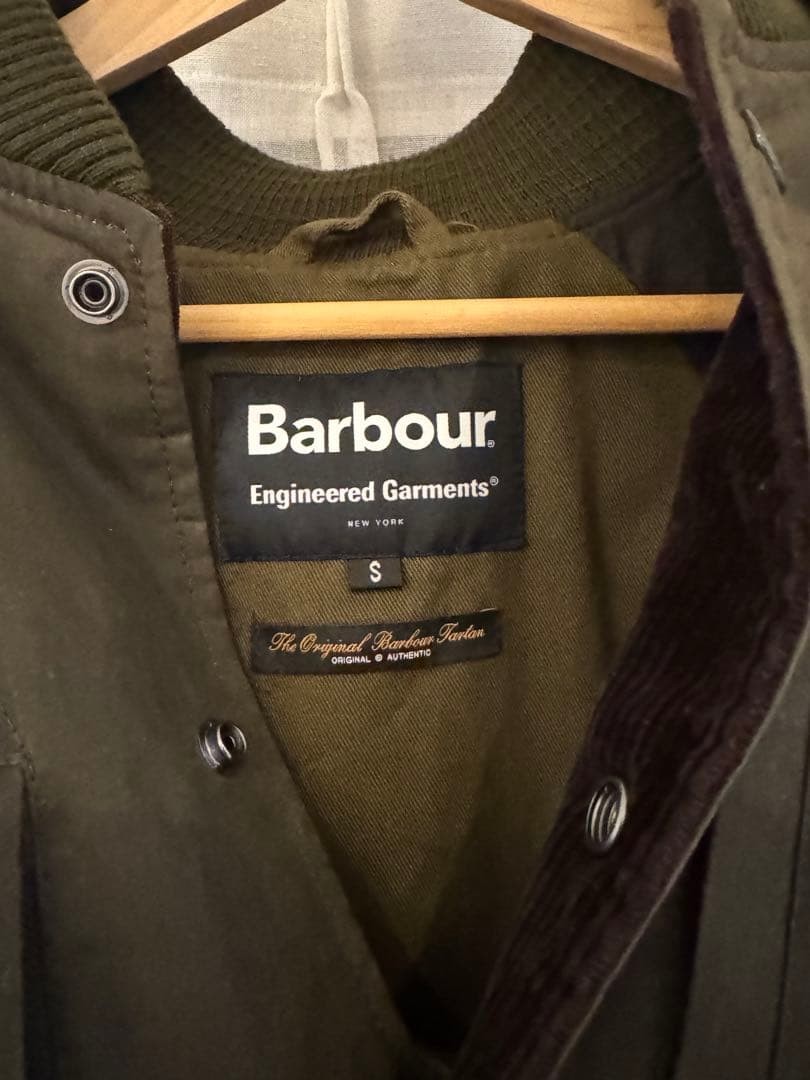 Barbour®
Engineered Garments®
NEW YORK
S
The Original Barbour Tartan
ORIGINAL & AUTHENTIC